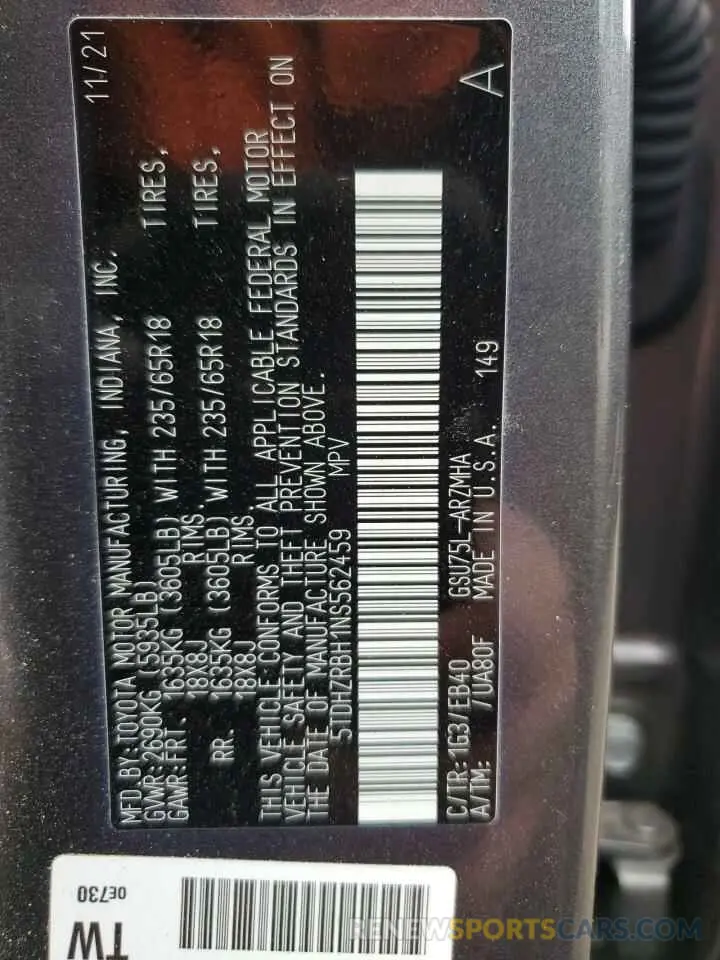 MFD BY:TOYOTA MOTOR MANUFACTURING, INDIANA, INC. 11/21
GVWR:2690KG (5935LB)
GAWR:FRT. 1635KG (3605LB) WITH 235/65R18 TIRES,
18X8J RIMS,
RR. 1635KG (3605LB) WITH 235/65R18 TIRES,
18X8J RIMS
THIS VEHICLE CONFORMS TO ALL APPLICABLE FEDERAL MOTOR
VEHICLE SAFETY AND THEFT PREVENTION STANDARDS IN EFFECT ON
THE DATE OF MANUFACTURE SHOWN ABOVE.
5TDHZRBH1NS562459 MPV
C/TR:1G3/EB40 GSU75L-ARZMHA
A/TM: /UA80F MADE IN U.S.A. 149 A
0E730
TW
RENEWSPORTSCARS.COM